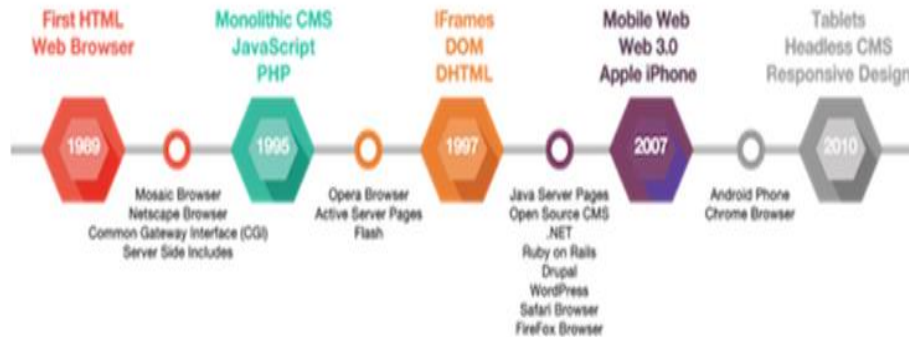 First HTML
Web Browser
Monolithic CMS
JavaScript
PHP
IFrames
DOM
DHTML
Mobile Web
Web 3.0
Apple iPhone
Tablets
Headless CMS
Responsive Design
1989
1995
1997
2007
2010
Mosaic Browser
Netscape Browser
Common Gateway Interface (CGI)
Server Side Includes
Opera Browser
Active Server Pages
Flash
Java Server Pages
Open Source CMS
.NET
Ruby on Rails
Drupal
WordPress
Safari Browser
FireFox Browser
Android Phone
Chrome Browser